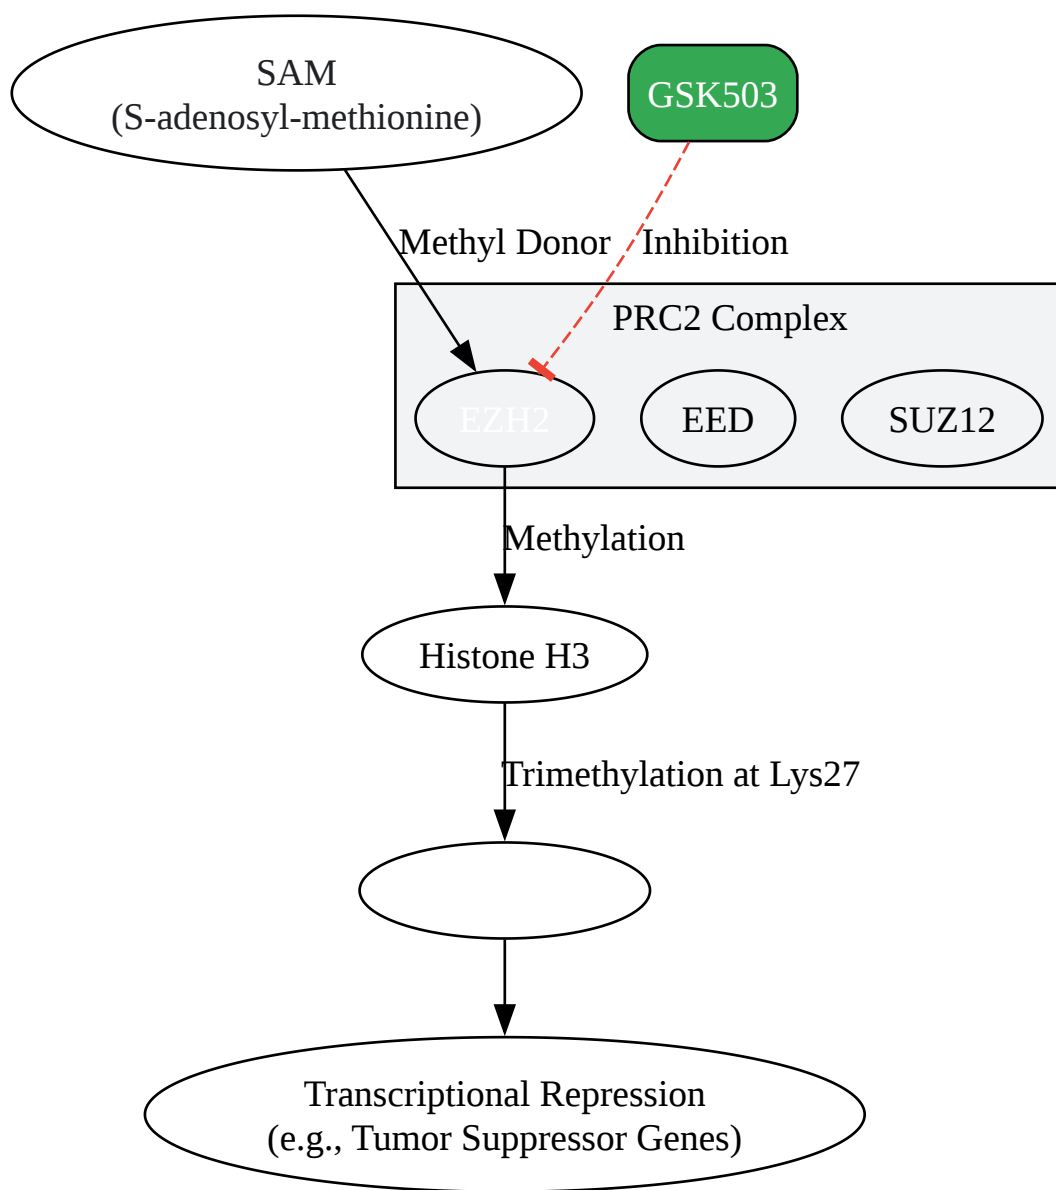 SAM
(S-adenosyl-methionine)
GSK503
Methyl Donor
Inhibition
PRC2 Complex
EZH2
EED
SUZ12
Methylation
Histone H3
Trimethylation at Lys27
Transcriptional Repression
(e.g., Tumor Suppressor Genes)